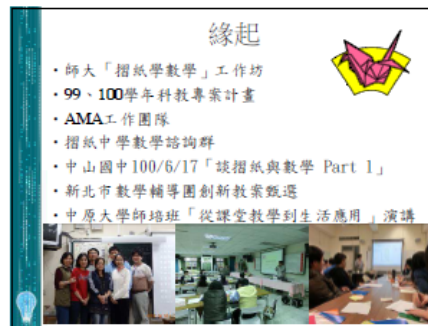 緣起
・師大「摺紙學數學」工作坊
・99、100學年科教專案計畫
・AMA工作團隊
・摺紙中學數學諮詢群
・中山國中100/6/17「談摺紙與數學 Part 1」
・新北市數學輔導團創新教案甄選
・中原大學師培班「從課堂教學到生活應用」演講